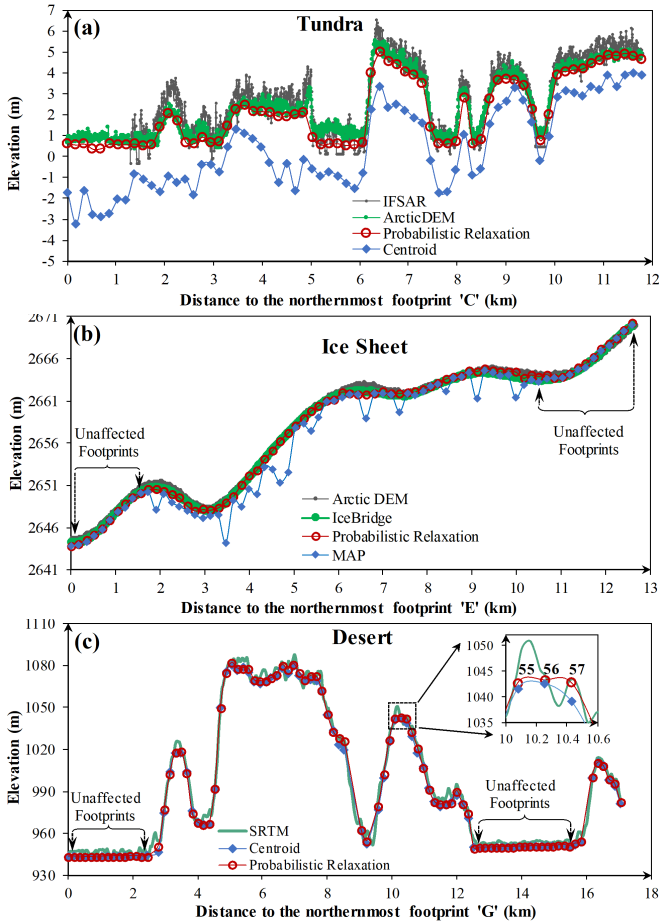 (a)
Tundra
Elevation (m)
7
6
5
4
3
2
1
0
-1
-2
-3
-4
-5
IFSAR
ArcticDEM
Probabilistic Relaxation
Centroid
0 1 2 3 4 5 6 7 8 9 10 11 12
Distance to the northernmost footprint 'C' (km)
(b)
Ice Sheet
Elevation (m)
2671
2666
2661
2656
2651
2646
2641
Unaffected
Footprints
Unaffected
Footprints
Arctic DEM
IceBridge
Probabilistic Relaxation
MAP
0 1 2 3 4 5 6 7 8 9 10 11 12 13
Distance to the northernmost footprint 'E' (km)
(c)
Desert
Elevation (m)
1110
1080
1050
1020
990
960
930
1050
1045
1040
1035
55 56 57
10 10.2 10.4 10.6
Unaffected
Footprints
Unaffected
Footprints
SRTM
Centroid
Probabilistic Relaxation
0 2 4 6 8 10 12 14 16 18
Distance to the northernmost footprint 'G' (km)